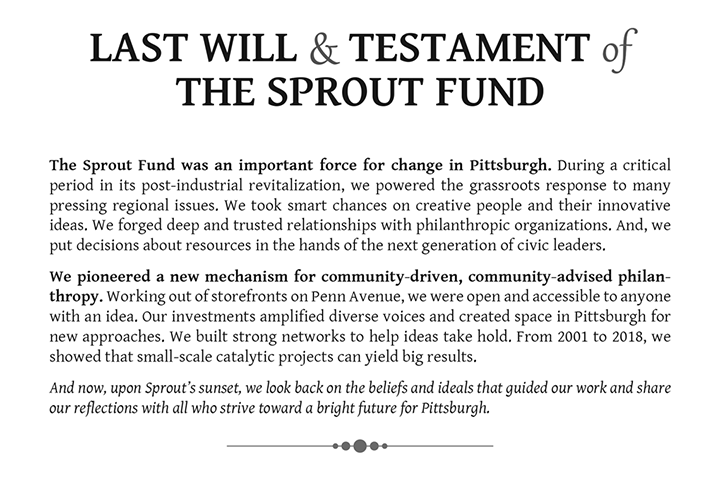 LAST WILL & TESTAMENT of
THE SPROUT FUND
The Sprout Fund was an important force for change in Pittsburgh. During a critical
period in its post-industrial revitalization, we powered the grassroots response to many
pressing regional issues. We took smart chances on creative people and their innovative
ideas. We forged deep and trusted relationships with philanthropic organizations. And, we
put decisions about resources in the hands of the next generation of civic leaders.
We pioneered a new mechanism for community-driven, community-advised philan-
thropy. Working out of storefronts on Penn Avenue, we were open and accessible to anyone
with an idea. Our investments amplified diverse voices and created space in Pittsburgh for
new approaches. We built strong networks to help ideas take hold. From 2001 to 2018, we
showed that small-scale catalytic projects can yield big results.
And now, upon Sprout's sunset, we look back on the beliefs and ideals that guided our work and share
our reflections with all who strive toward a bright future for Pittsburgh.